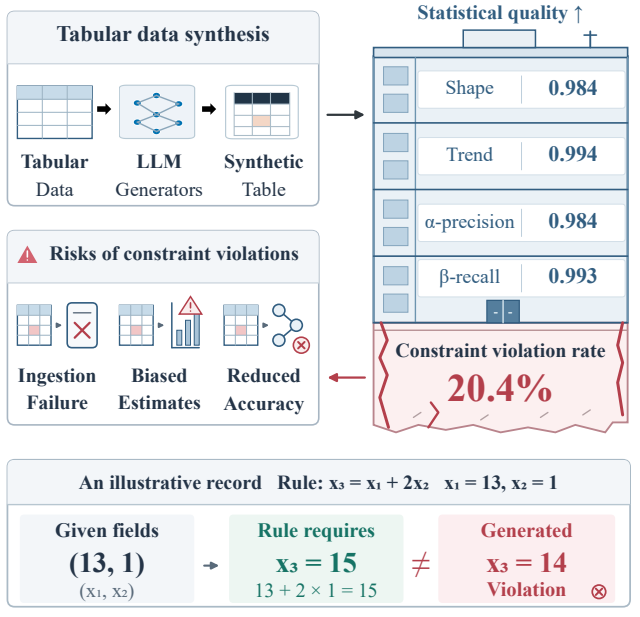 Tabular data synthesis
Tabular
Data
LLM
Generators
Synthetic
Table
Statistical quality ↑
Shape 0.984
Trend 0.994
α-precision 0.984
β-recall 0.993
Constraint violation rate
20.4%
Risks of constraint violations
Ingestion
Failure
Biased
Estimates
Reduced
Accuracy
An illustrative record Rule: x₃ = x₁ + 2x₂ x₁ = 13, x₂ = 1
Given fields
(13, 1)
(x₁, x₂)
Rule requires
x₃ = 15
13 + 2 × 1 = 15
≠
Generated
x₃ = 14
Violation